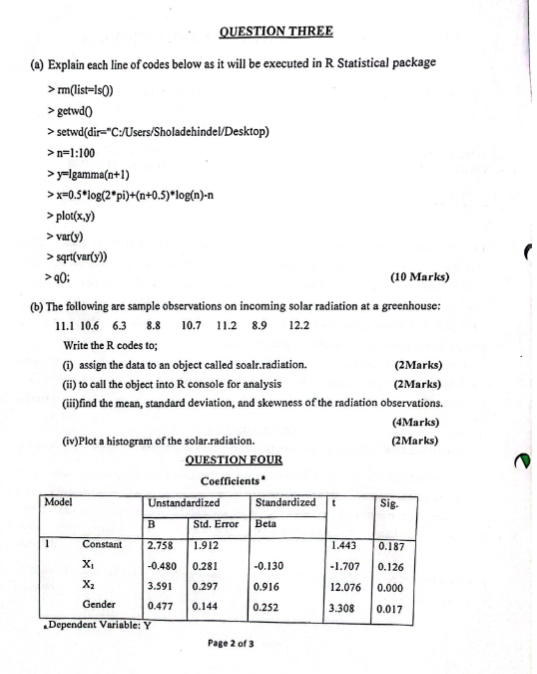 QUESTION THREE
(a) Explain each line of codes below as it will be executed in R Statistical package
> rm(list=ls())
> getwd()
> setwd(dir="C:/Users/Sholadehindel/Desktop)
> n=1:100
> y=lgamma(n+1)
> x=0.5*log(2*pi)+(n+0.5)*log(n)-n
> plot(x,y)
> var(y)
> sqrt(var(y))
> q(); (10 Marks)
(b) The following are sample observations on incoming solar radiation at a greenhouse:
11.1 10.6 6.3 8.8 10.7 11.2 8.9 12.2
Write the R codes to;
(i) assign the data to an object called soalr.radiation. (2Marks)
(ii) to call the object into R console for analysis (2Marks)
(iii)find the mean, standard deviation, and skewness of the radiation observations.
(4Marks)
(iv)Plot a histogram of the solar.radiation. (2Marks)
QUESTION FOUR
Coefficients a
Model Unstandardized Standardized t Sig.
B Std. Error Beta
1 Constant 2.758 1.912 1.443 0.187
X₁ -0.480 0.281 -0.130 -1.707 0.126
X₂ 3.591 0.297 0.916 12.076 0.000
Gender 0.477 0.144 0.252 3.308 0.017
a Dependent Variable: Y
Page 2 of 3